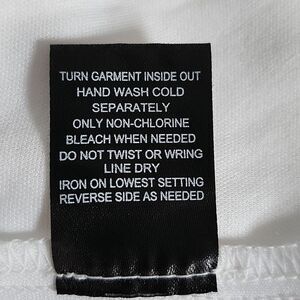 TURN GARMENT INSIDE OUT
HAND WASH COLD
SEPARATELY
ONLY NON-CHLORINE
BLEACH WHEN NEEDED
DO NOT TWIST OR WRING
LINE DRY
IRON ON LOWEST SETTING
REVERSE SIDE AS NEEDED